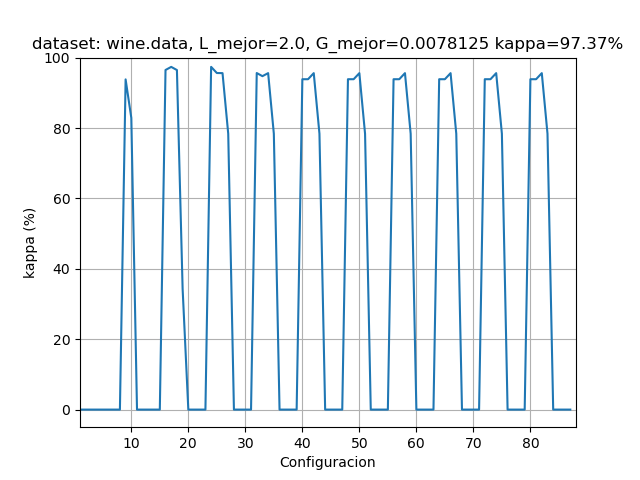 dataset: wine.data, L_mejor=2.0, G_mejor=0.0078125 kappa=97.37%
100
80
60
40
20
0
kappa (%)
10 20 30 40 50 60 70 80
Configuracion